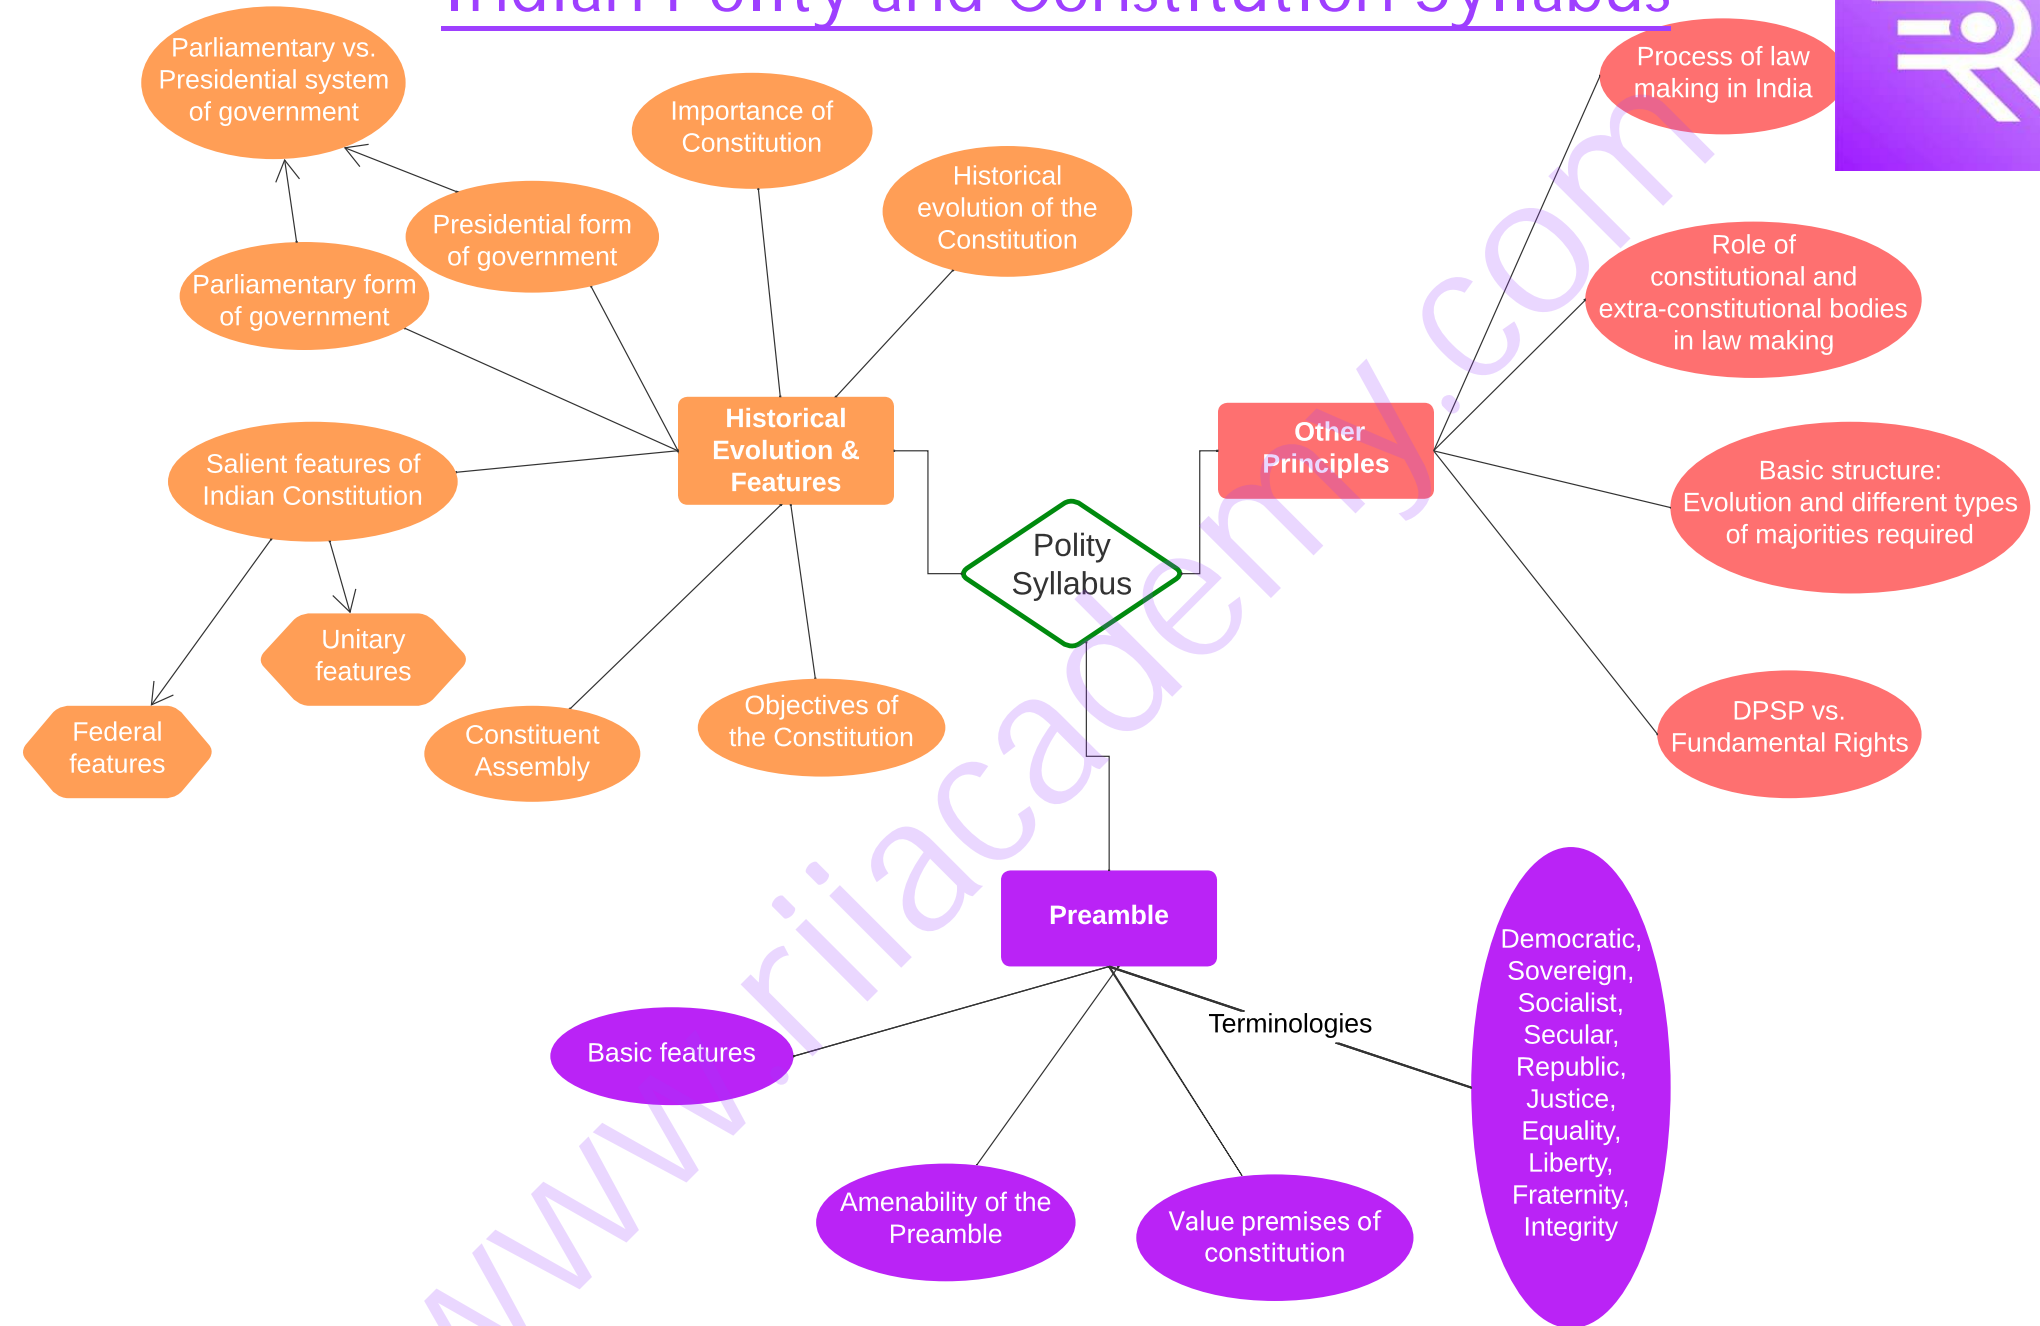 Indian Polity and Constitution Syllabus
Parliamentary vs.
Presidential system
of government
Presidential form
of government
Parliamentary form
of government
Importance of
Constitution
Historical
evolution of the
Constitution
Historical
Evolution &
Features
Salient features of
Indian Constitution
Unitary
features
Federal
features
Constituent
Assembly
Objectives of
the Constitution
Polity
Syllabus
Other
Principles
Process of law
making in India
Role of
constitutional and
extra-constitutional bodies
in law making
Basic structure:
Evolution and different types
of majorities required
DPSP vs.
Fundamental Rights
Preamble
Terminologies
Democratic,
Sovereign,
Socialist,
Secular,
Republic,
Justice,
Equality,
Liberty,
Fraternity,
Integrity
Basic features
Amenability of the
Preamble
Value premises of
constitution
www.riiacademy.com